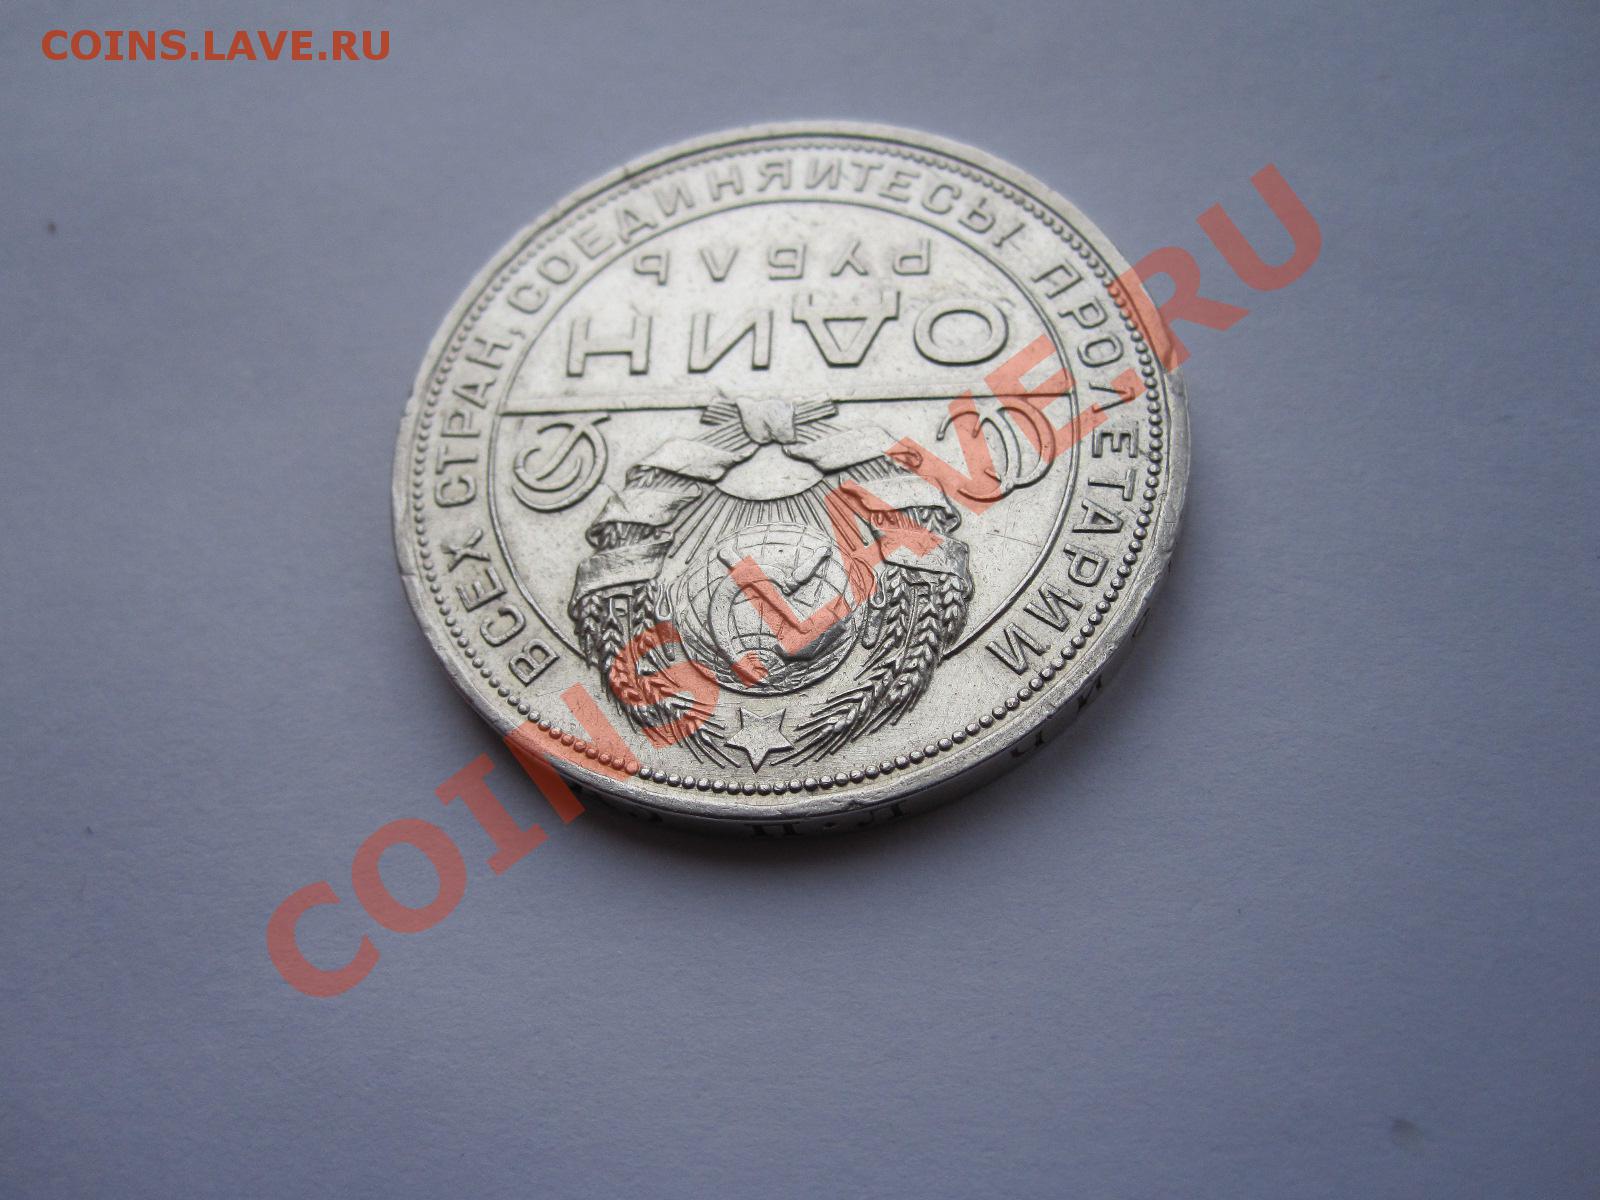 COINS.LAVE.RU
ПРОЛЕТАРИИ ВСЕХ СТРАН, СОЕДИНЯЙТЕСЬ!
ОДИН
РУБЛЬ
П·Л
COINS.LAVE.RU